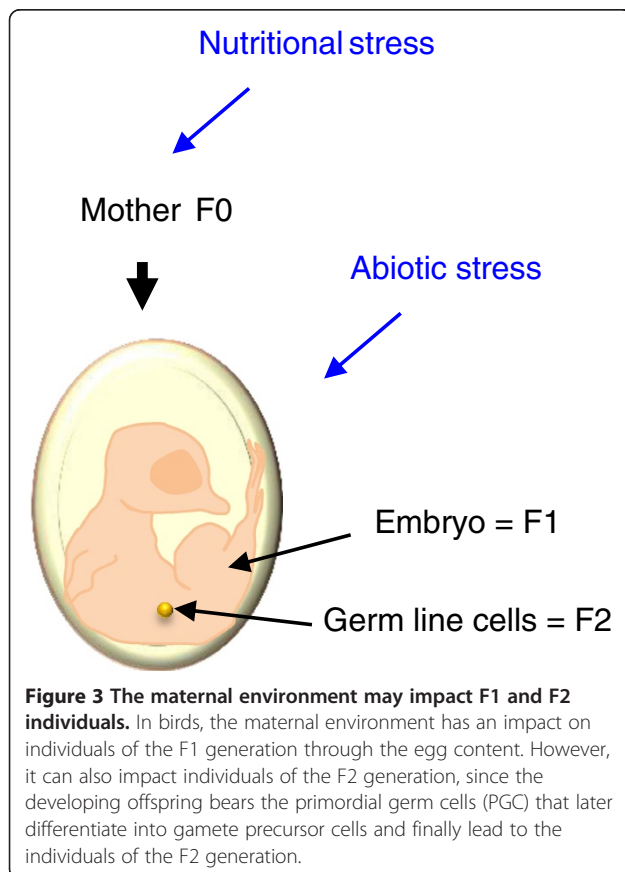 Nutritional stress
Mother F0
Abiotic stress
Embryo = F1
Germ line cells = F2
Figure 3 The maternal environment may impact F1 and F2
individuals. In birds, the maternal environment has an impact on
individuals of the F1 generation through the egg content. However,
it can also impact individuals of the F2 generation, since the
developing offspring bears the primordial germ cells (PGC) that later
differentiate into gamete precursor cells and finally lead to the
individuals of the F2 generation.